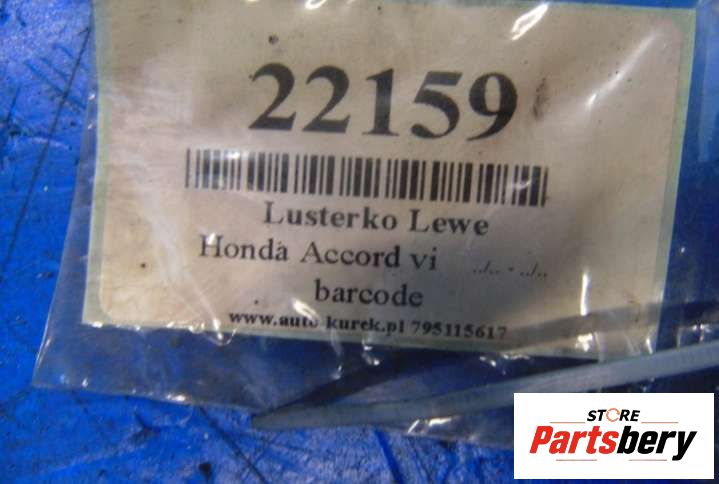 22159
Lusterko Lewe
Honda Accord vi ../.. - ../..
barcode
www.auto-kurek.pl 795115617
STORE
Partsbery